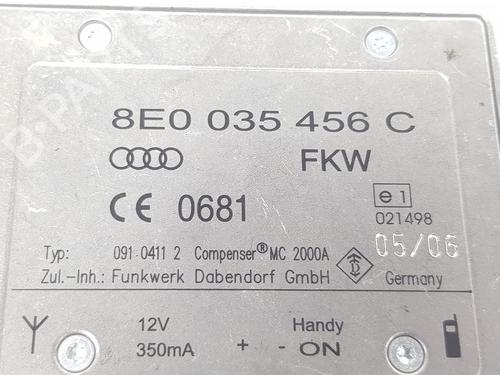 B-PARTS
8E0 035 456 C
FKW
CE 0681
e1
021498
05/06
Typ: 091 0411 2 Compenser® MC 2000A
Zul.-Inh.: Funkwerk Dabendorf GmbH Germany
12V Handy
350mA + - ON